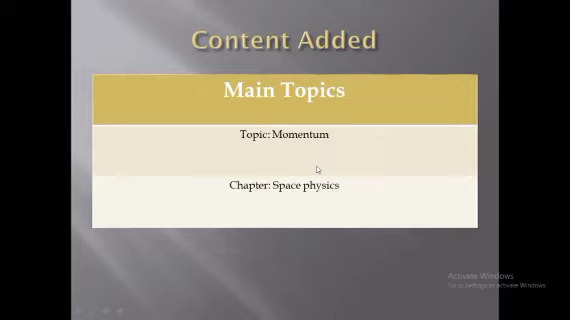 Content Added
Main Topics
Topic: Momentum
Chapter: Space physics
Activate Windows
Go to Settings to activate Windows.